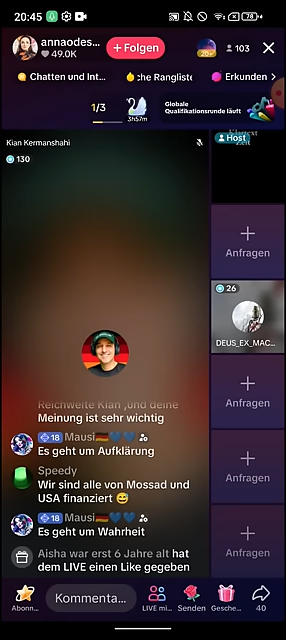 20:45
78
annaodes...
49.0K
+ Folgen
20
103
Chatten und Int...
che Rangliste
Erkunden
1/3
3h57m
Globale
Qualifikationsrunde läuft
Kian Kermanshahi
130
Host
Zeit
Anfragen
26
DEUS_EX_MAC...
Anfragen
Anfragen
Anfragen
Reichweite Kian ,und deine
Meinung ist sehr wichtig
18 Mausi🇩🇪💙💙
Es geht um Aufklärung
Speedy
Wir sind alle von Mossad und
USA finanziert 😅
18 Mausi🇩🇪💙💙
Es geht um Wahrheit
Aisha war erst 6 Jahre alt hat
dem LIVE einen Like gegeben
Abonn...
Kommenta...
LIVE mi...
Senden
Gesche...
40